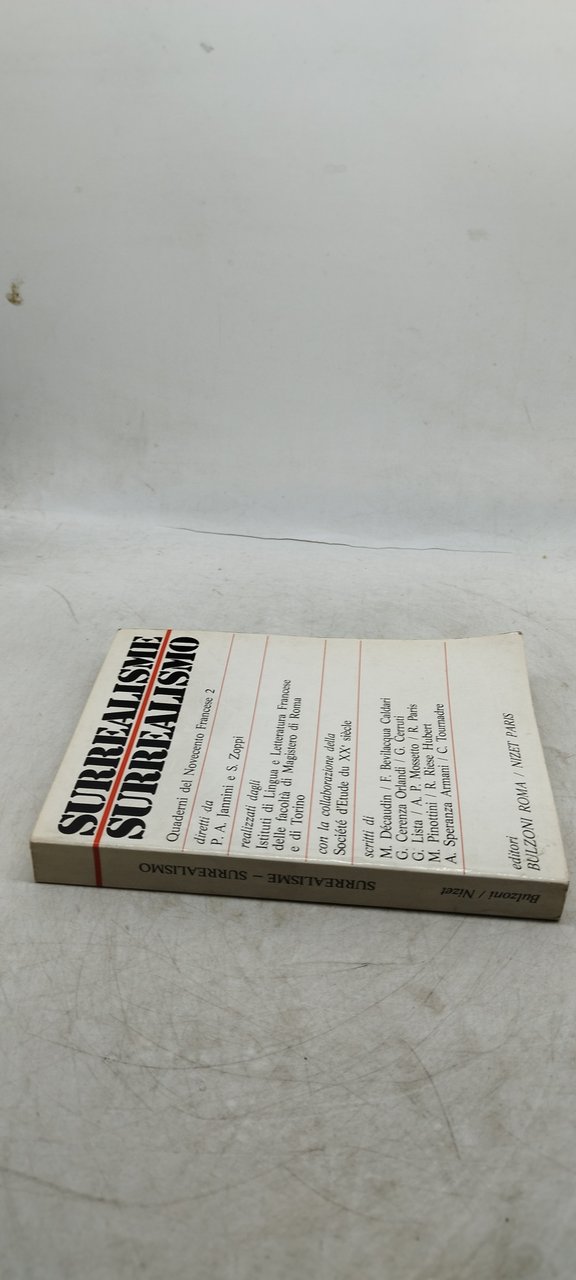 SURREALISME
SURREALISMO
Quaderni del Novecento Francese 2
diretti da
P. A. Jannini e S. Zoppi
realizzati dagli
Istituti di Lingua e Letteratura Francese
delle facoltà di Magistero di Roma
e di Torino
con la collaborazione della
Société d'Etude du XXe siècle
scritti di
M. Décaudin / F. Bevilacqua Caldari
G. Cerenza Orlandi / G. Cerruti
G. Lista / A. P. Mossetto / R. Paris
M. Pinottini / R. Riese Hubert
A. Speranza Armani / C. Tournadre
editori
BULZONI ROMA / NIZET PARIS
SURREALISME – SURREALISMO
Bulzoni / Nizet